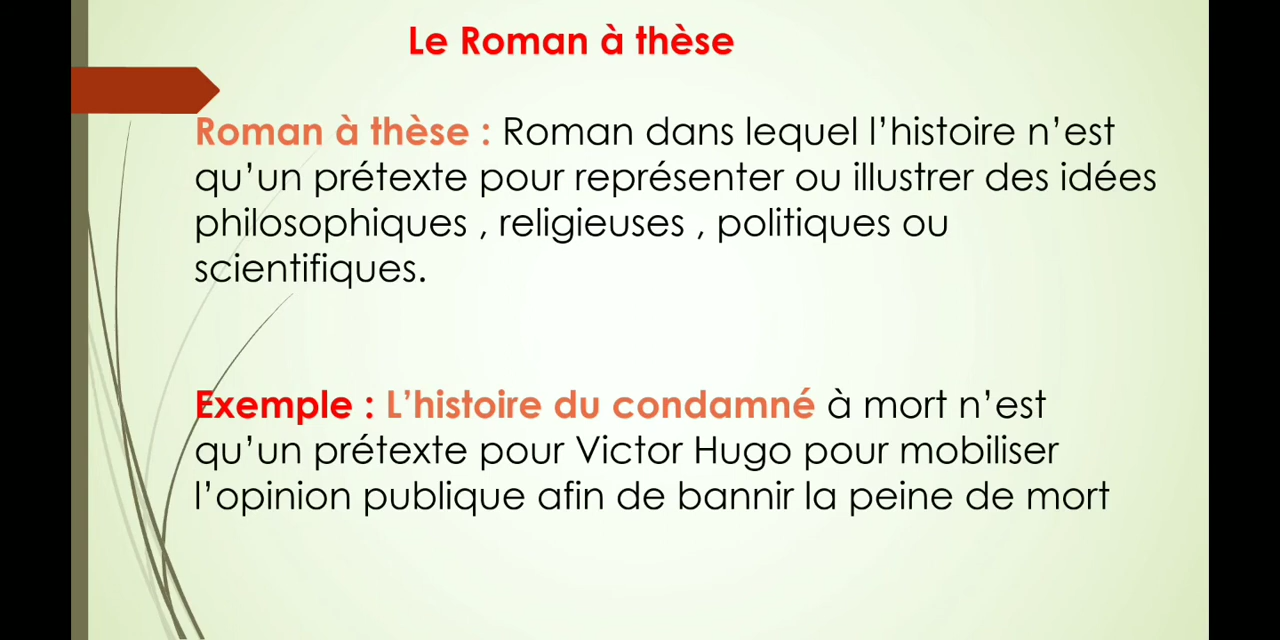 Le Roman à thèse
Roman à thèse : Roman dans lequel l’histoire n’est
qu’un prétexte pour représenter ou illustrer des idées
philosophiques , religieuses , politiques ou
scientifiques.
Exemple : L’histoire du condamné à mort n’est
qu’un prétexte pour Victor Hugo pour mobiliser
l’opinion publique afin de bannir la peine de mort